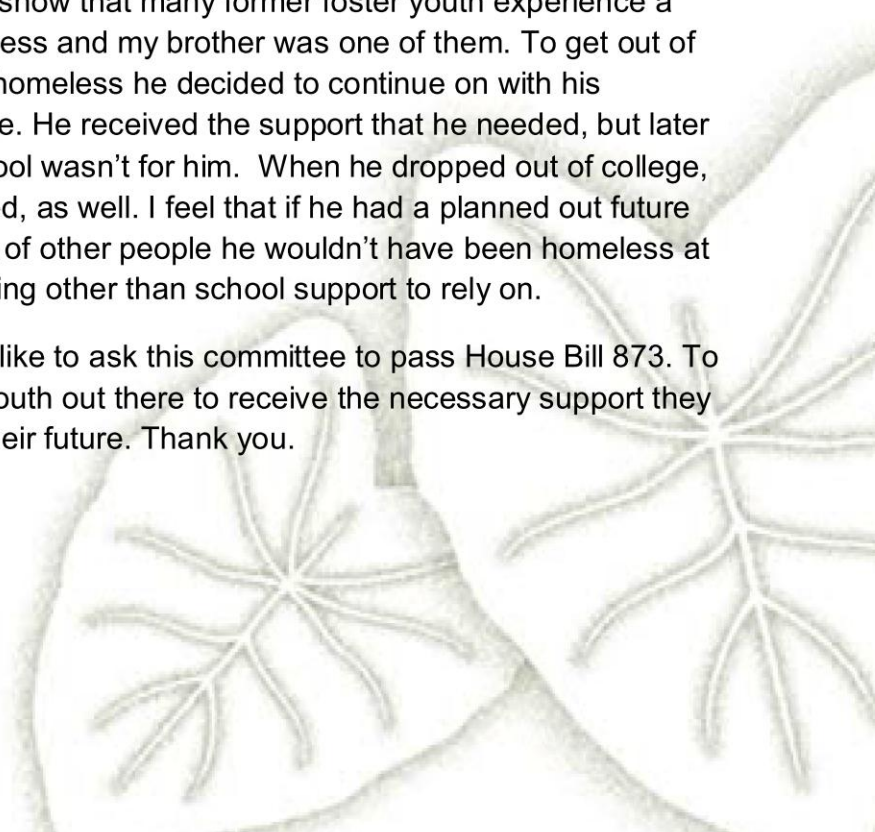 show that many former foster youth experience a
ess and my brother was one of them. To get out of
homeless he decided to continue on with his
e. He received the support that he needed, but later
ool wasn’t for him.  When he dropped out of college,
d, as well. I feel that if he had a planned out future
of other people he wouldn’t have been homeless at
ing other than school support to rely on.
like to ask this committee to pass House Bill 873. To
outh out there to receive the necessary support they
eir future. Thank you.